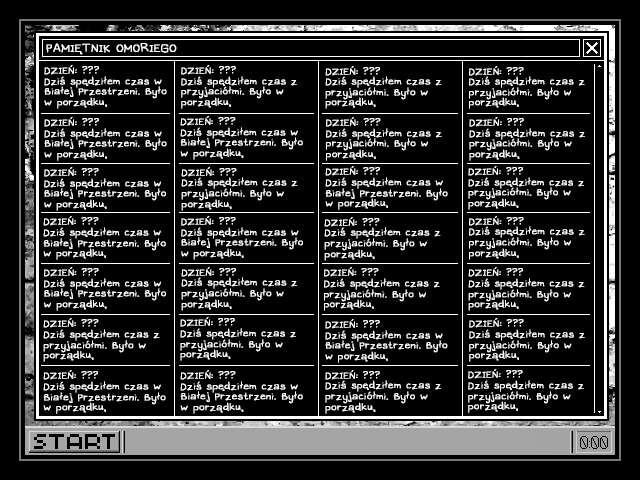 PAMIĘTNIK OMORIEGO
DZIEŃ: ???
Dziś spędziłem czas w
Białej Przestrzeni. Było
w porządku.
DZIEŃ: ???
Dziś spędziłem czas w
Białej Przestrzeni. Było
w porządku.
DZIEŃ: ???
Dziś spędziłem czas w
Białej Przestrzeni. Było
w porządku.
DZIEŃ: ???
Dziś spędziłem czas w
Białej Przestrzeni. Było
w porządku.
DZIEŃ: ???
Dziś spędziłem czas w
Białej Przestrzeni. Było
w porządku.
DZIEŃ: ???
Dziś spędziłem czas z
przyjaciółmi. Było w
porządku.
DZIEŃ: ???
Dziś spędziłem czas w
Białej Przestrzeni. Było
w porządku.
DZIEŃ: ???
Dziś spędziłem czas z
przyjaciółmi. Było w
porządku.
DZIEŃ: ???
Dziś spędziłem czas w
Białej Przestrzeni. Było
w porządku.
DZIEŃ: ???
Dziś spędziłem czas z
przyjaciółmi. Było w
porządku.
DZIEŃ: ???
Dziś spędziłem czas w
Białej Przestrzeni. Było
w porządku.
DZIEŃ: ???
Dziś spędziłem czas z
przyjaciółmi. Było w
porządku.
DZIEŃ: ???
Dziś spędziłem czas z
przyjaciółmi. Było w
porządku.
DZIEŃ: ???
Dziś spędziłem czas w
Białej Przestrzeni. Było
w porządku.
DZIEŃ: ???
Dziś spędziłem czas z
przyjaciółmi. Było w
porządku.
DZIEŃ: ???
Dziś spędziłem czas z
przyjaciółmi. Było w
porządku.
DZIEŃ: ???
Dziś spędziłem czas w
Białej Przestrzeni. Było
w porządku.
DZIEŃ: ???
Dziś spędziłem czas z
przyjaciółmi. Było w
porządku.
DZIEŃ: ???
Dziś spędziłem czas z
przyjaciółmi. Było w
porządku.
DZIEŃ: ???
Dziś spędziłem czas w
Białej Przestrzeni. Było
w porządku.
DZIEŃ: ???
Dziś spędziłem czas z
przyjaciółmi. Było w
porządku.
DZIEŃ: ???
Dziś spędziłem czas z
przyjaciółmi. Było w
porządku.
DZIEŃ: ???
Dziś spędziłem czas z
przyjaciółmi. Było w
porządku.
DZIEŃ: ???
Dziś spędziłem czas z
przyjaciółmi. Było w
porządku.
DZIEŃ: ???
Dziś spędziłem czas z
przyjaciółmi. Było w
porządku.
DZIEŃ: ???
Dziś spędziłem czas z
przyjaciółmi. Było w
porządku.
DZIEŃ: ???
Dziś spędziłem czas z
przyjaciółmi. Było w
porządku.
DZIEŃ: ???
Dziś spędziłem czas z
przyjaciółmi. Było w
porządku.
START
0:00